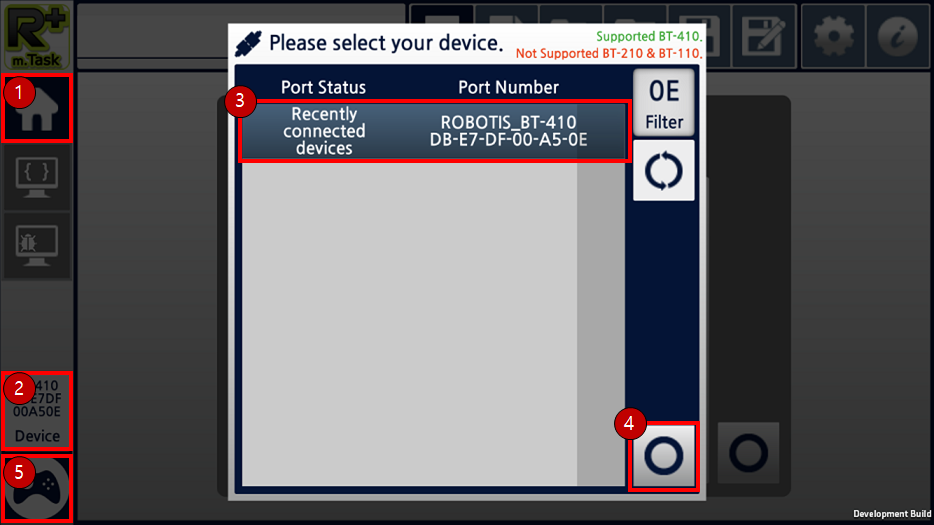 R+
m.Task
1
2
410
E7DF
00A50E
Device
5
Please select your device.
Supported BT-410.
Not Supported BT-210 & BT-110.
Port Status
Port Number
3
Recently
connected
devices
ROBOTIS_BT-410
DB-E7-DF-00-A5-0E
0E
Filter
4
{ }
i
Development Build